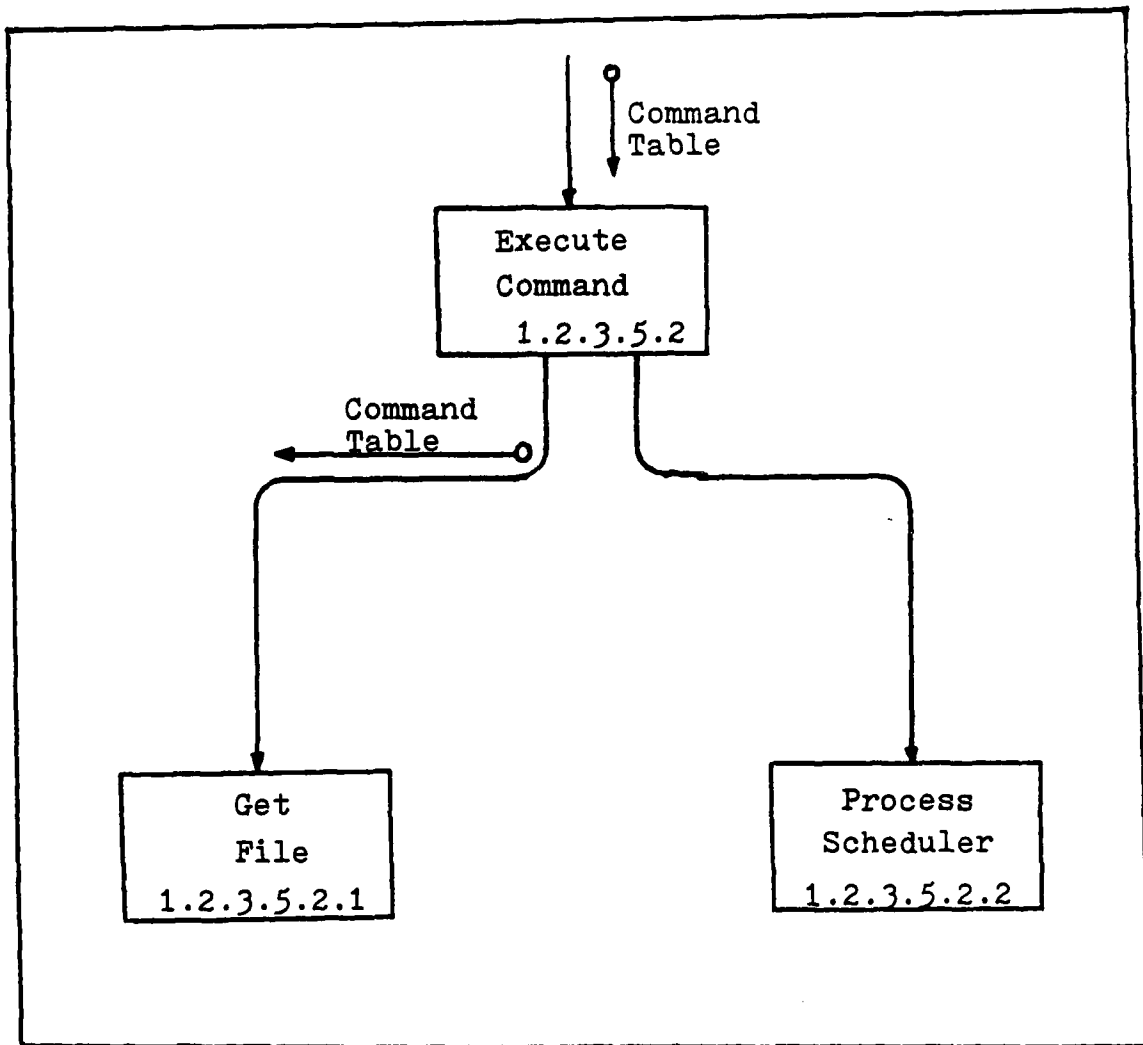 Command
Table
Execute
Command
1.2.3.5.2
Command
Table
Get
File
1.2.3.5.2.1
Process
Scheduler
1.2.3.5.2.2